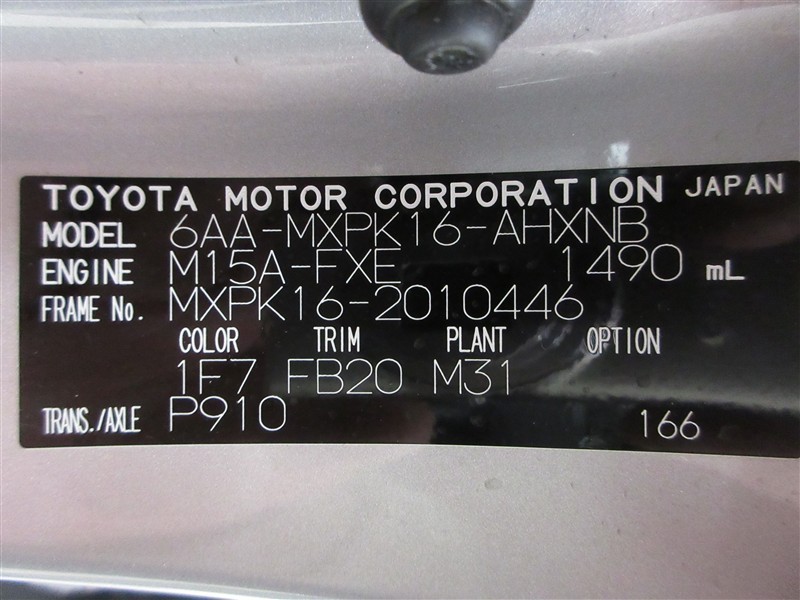 TOYOTA MOTOR CORPORATION JAPAN
MODEL 6AA-MXPK16-AHXNB
ENGINE M15A-FXE 1490 mL
FRAME No. MXPK16-2010446
COLOR TRIM PLANT OPTION
1F7 FB20 M31
TRANS./AXLE P910 166